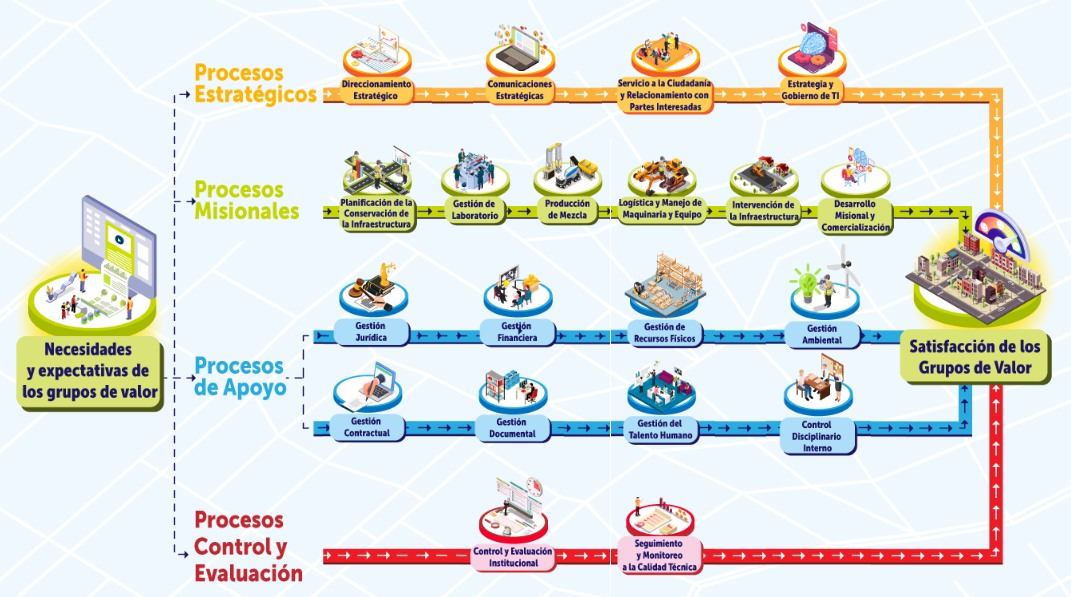 Procesos
Estratégicos
Direccionamiento
Estratégico
Comunicaciones
Estratégicas
Servicio a la Ciudadanía
y Relacionamiento con
Partes Interesadas
Estrategia y
Gobierno de TI
Procesos
Misionales
Planificación de la
Conservación de
la Infraestructura
Gestión de
Laboratorio
Producción
de Mezcla
Logística y Manejo de
Maquinaria y Equipo
Intervención de
la Infraestructura
Desarrollo
Misional y
Comercialización
Necesidades
y expectativas de
los grupos de valor
Procesos
de Apoyo
Gestión
Jurídica
Gestión
Financiera
Gestión de
Recursos Físicos
Gestión
Ambiental
Gestión
Contractual
Gestión
Documental
Gestión del
Talento Humano
Control
Disciplinario
Interno
Satisfacción de los
Grupos de Valor
Procesos
Control y
Evaluación
Control y Evaluación
Institucional
Seguimiento
y Monitoreo
a la Calidad Técnica